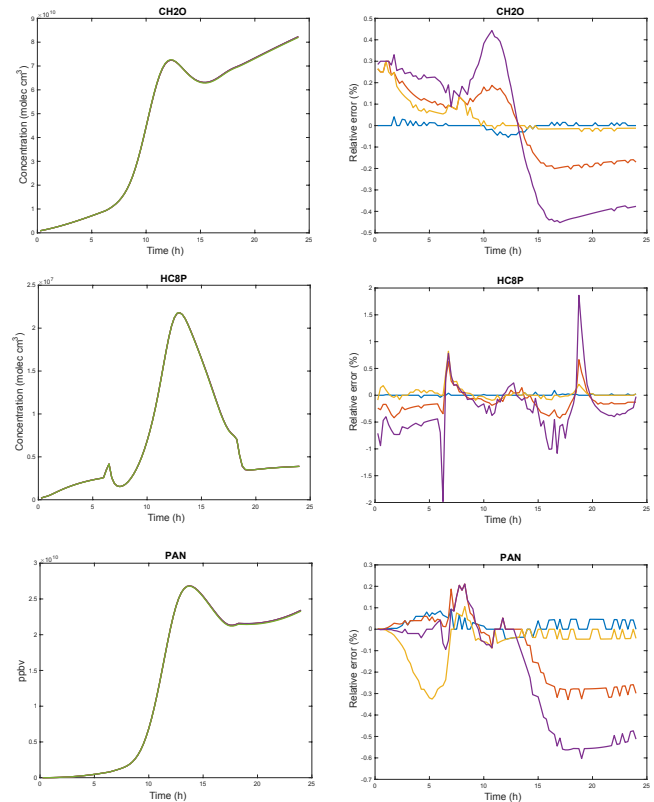 CH2O
×10^10
Concentration (molec cm³)
9
8
7
6
5
4
3
2
1
0
0 5 10 15 20 25
Time (h)
CH2O
Relative error (%)
0.5
0.4
0.3
0.2
0.1
0
-0.1
-0.2
-0.3
-0.4
-0.5
0 5 10 15 20 25
Time (h)
HC8P
×10^7
Concentration (molec cm³)
2.5
2
1.5
1
0.5
0
0 5 10 15 20 25
Time (h)
HC8P
Relative error (%)
2
1.5
1
0.5
0
-0.5
-1
-1.5
-2
0 5 10 15 20 25
Time (h)
PAN
×10^10
ppbv
3
2.5
2
1.5
1
0.5
0
0 5 10 15 20 25
Time (h)
PAN
Relative error (%)
0.3
0.2
0.1
0
-0.1
-0.2
-0.3
-0.4
-0.5
-0.6
-0.7
0 5 10 15 20 25
Time (h)